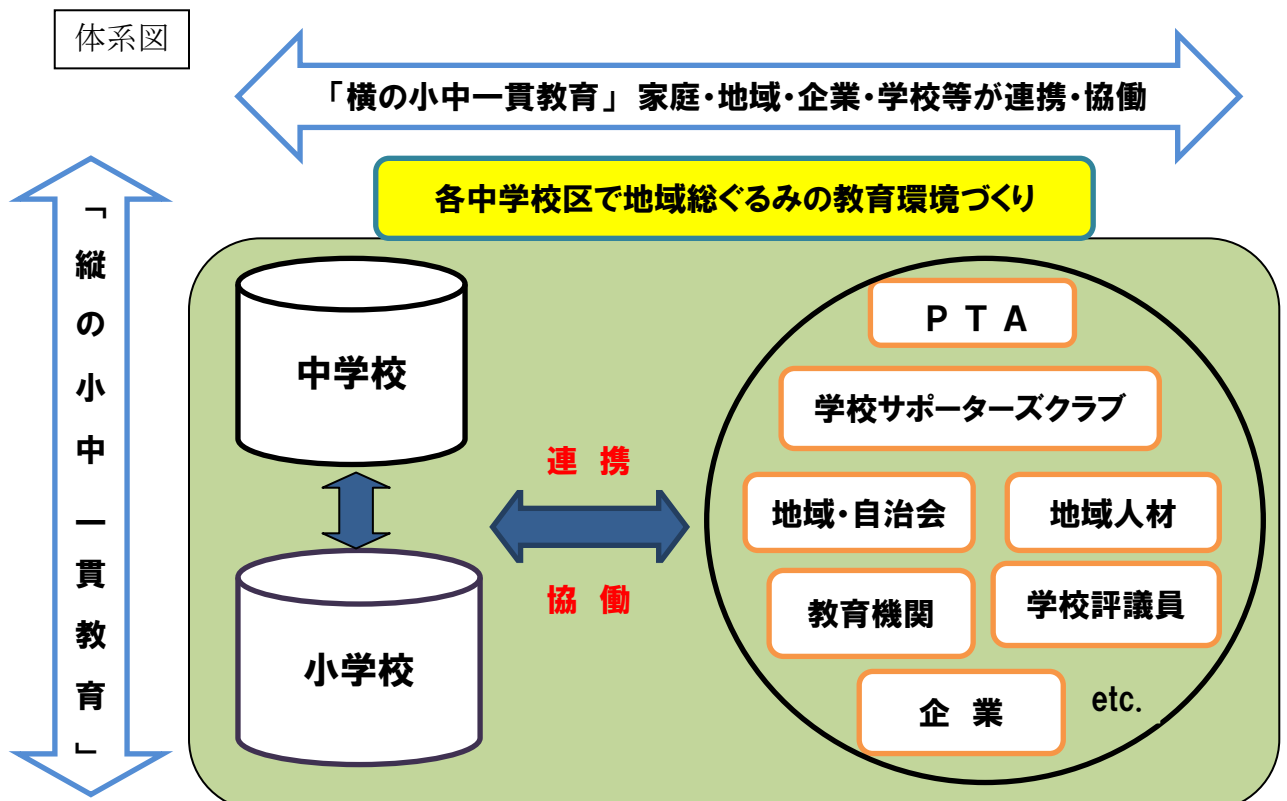 体系図
「横の小中一貫教育」 家庭・地域・企業・学校等が連携・協働
各中学校区で地域総ぐるみの教育環境づくり
「縦の小中一貫教育」
中学校
小学校
連 携
協 働
ＰＴＡ
学校サポーターズクラブ
地域・自治会
地域人材
教育機関
学校評議員
企 業
etc.